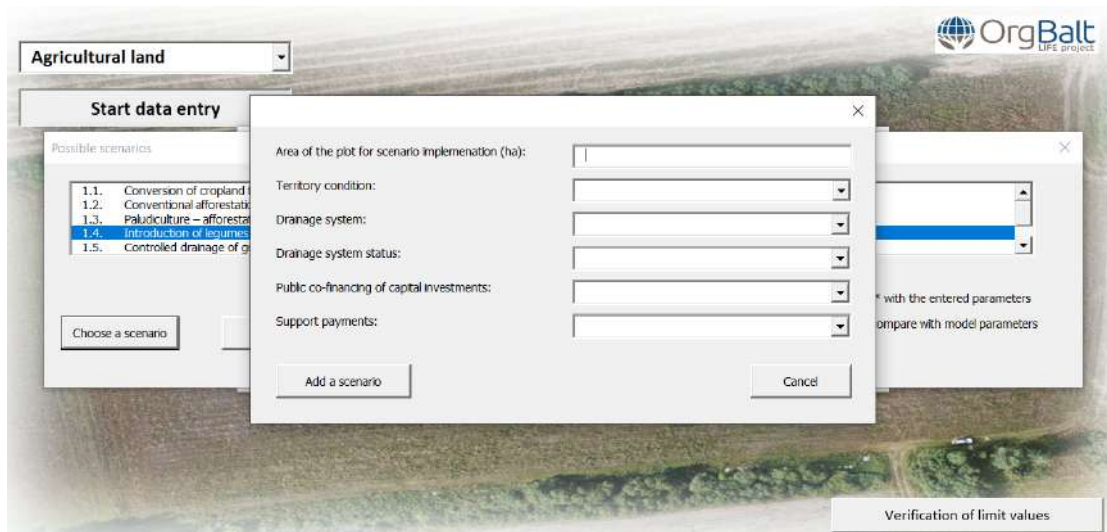 OrgBalt
LIFE project
Agricultural land
Start data entry
Possible scenarios
Area of the plot for scenario implemenation (ha):
Territory condition:
Drainage system:
Drainage system status:
Public co-financing of capital investments:
Support payments:
Add a scenario
Cancel
1.1. Conversion of cropland
1.2. Conventional afforestatio
1.3. Paludiculture – afforestat
1.4. Introduction of legumes
1.5. Controlled drainage of g
* with the entered parameters
ompare with model parameters
Choose a scenario
Verification of limit values